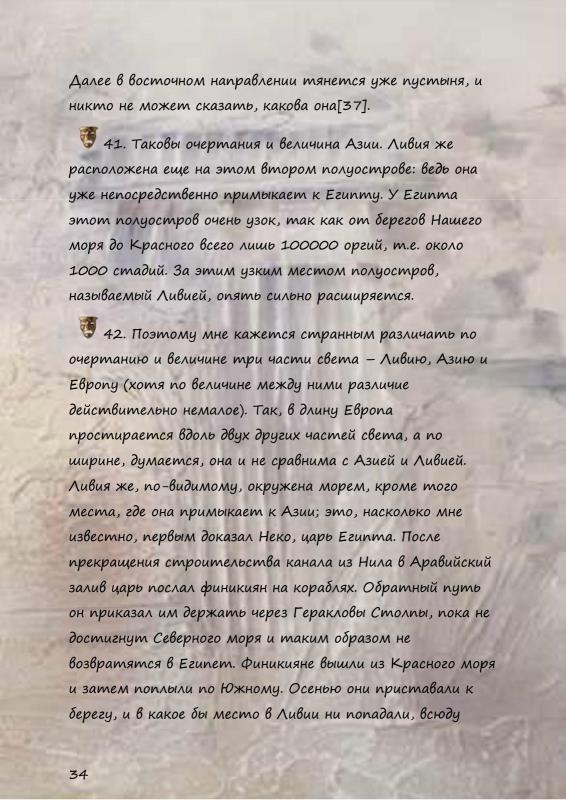 Далее в восточном направлении тянется уже пустыня, и
никто не может сказать, какова она[37].
41. Таковы очертания и величина Азии. Ливия же
расположена еще на этом втором полуострове: ведь она
уже непосредственно примыкает к Египту. У Египта
этот полуостров очень узок, так как от берегов Нашего
моря до Красного всего лишь 100000 оргий, т.е. около
1000 стадий. За этим узким местом полуостров,
называемый Ливией, опять сильно расширяется.
42. Поэтому мне кажется странным различать по
очертанию и величине три части света – Ливию, Азию и
Европу (хотя по величине между ними различие
действительно немалое). Так, в длину Европа
простирается вдоль двух других частей света, а по
ширине, думается, она и не сравнима с Азией и Ливией.
Ливия же, по-видимому, окружена морем, кроме того
места, где она примыкает к Азии; это, насколько мне
известно, первым доказал Неко, царь Египта. После
прекращения строительства канала из Нила в Аравийский
залив царь послал финикиян на кораблях. Обратный путь
он приказал им держать через Геракловы Столпы, пока не
достигнут Северного моря и таким образом не
возвратятся в Египет. Финикияне вышли из Красного моря
и затем поплыли по Южному. Осенью они приставали к
берегу, и в какое бы место в Ливии ни попадали, всюду
34